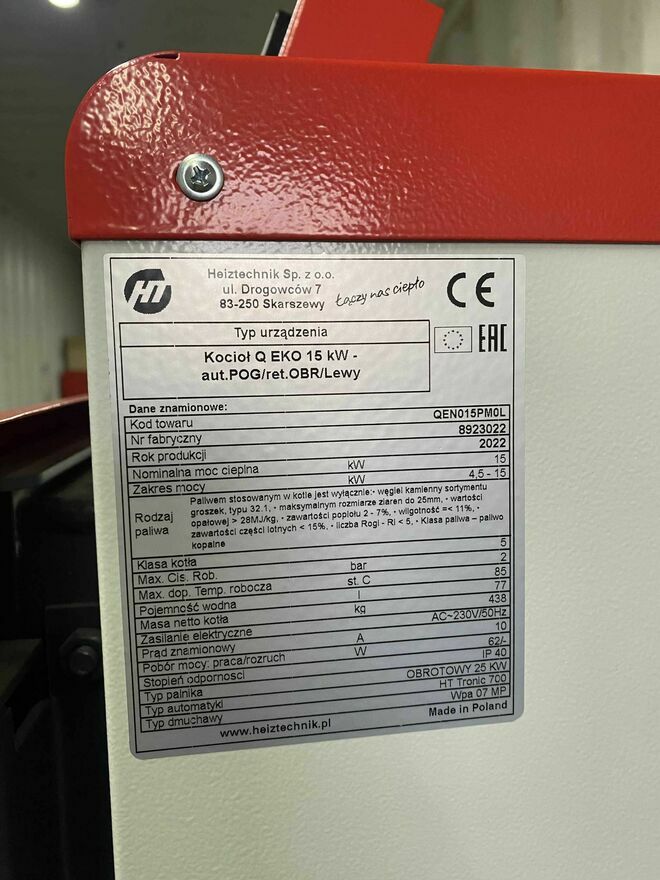 HT
Heiztechnik Sp. z o.o.
ul. Drogowców 7
83-250 Skarszewy
Łączy nas ciepło
CE
Typ urządzenia
Kocioł Q EKO 15 kW -
aut.POG/ret.OBR/Lewy
EAC
Dane znamionowe:
Kod towaru QEN015PM0L
Nr fabryczny 8923022
Rok produkcji 2022
Nominalna moc cieplna kW 15
Zakres mocy kW 4,5 - 15
Rodzaj paliwa
Paliwem stosowanym w kotle jest wyłącznie:- węgiel kamienny sortymentu
groszek, typu 32.1, - maksymalnym rozmiarze ziaren do 25mm, - wartości
opałowej > 28MJ/kg, - zawartości popiołu 2 - 7%, - wilgotność =< 11%, -
zawartości części lotnych < 15%, - liczba Rogi - RI < 5, - Klasa paliwa – paliwo
kopalne
Klasa kotła 5
Max. Cis. Rob. bar 2
Max. dop. Temp. robocza st. C 85
Pojemność wodna l 77
Masa netto kotła kg 438
Zasilanie elektryczne AC~230V/50Hz
Prąd znamionowy A 10
Pobór mocy: praca/rozruch W 62/-
Stopień odporności IP 40
Typ palnika OBROTOWY 25 KW
Typ automatyki HT Tronic 700
Typ dmuchawy Wpa 07 MP
www.heiztechnik.pl Made in Poland